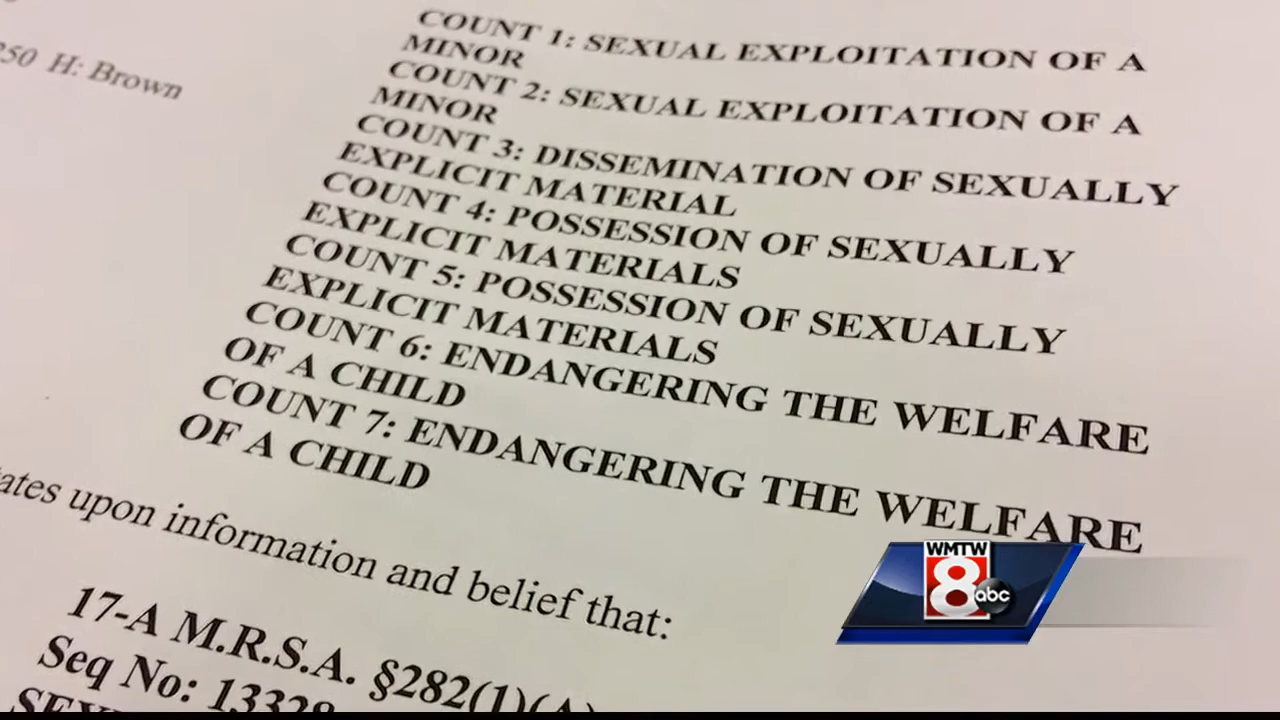 250 H: Brown
COUNT 1: SEXUAL EXPLOITATION OF A
MINOR
COUNT 2: SEXUAL EXPLOITATION OF A
MINOR
COUNT 3: DISSEMINATION OF SEXUALLY
EXPLICIT MATERIAL
COUNT 4: POSSESSION OF SEXUALLY
EXPLICIT MATERIALS
COUNT 5: POSSESSION OF SEXUALLY
EXPLICIT MATERIALS
COUNT 6: ENDANGERING THE WELFARE
OF A CHILD
COUNT 7: ENDANGERING THE WELFARE
OF A CHILD
upon information and belief that:
17-A M.R.S.A. §282(1)(A)
Seq No: 13328
WMTW
8
abc